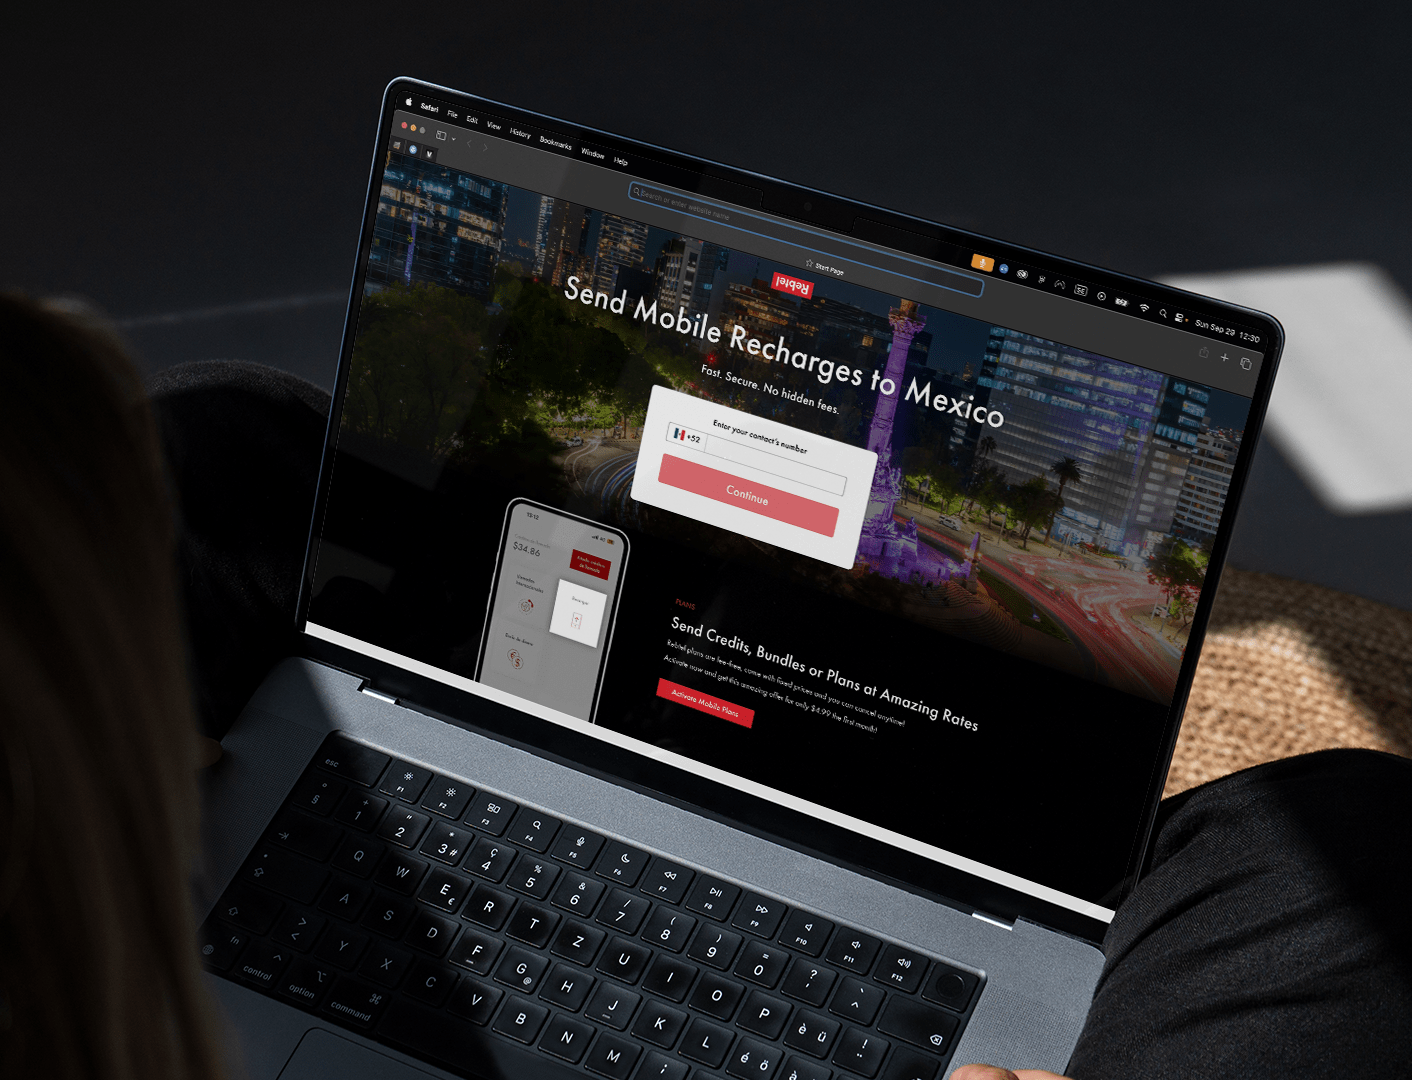 Safari File Edit View History Bookmarks Window Help
Sun Sep 29 12:30
Search or enter website name
Start Page
Rebtel
Send Mobile Recharges to Mexico
Fast. Secure. No hidden fees.
Enter your contact's number
+52
Continue
$34.86
PLANS
Send Credits, Bundles or Plans at Amazing Rates
Rebtel plans are fee-free, come with fixed prices and you can cancel anytime!
Activate now and get this amazing offer for only $4.99 the first month!
Activate Mobile Plans
esc F1 F2 F3 F4 F5 F6 F7 F8 F9 F10 F11 F12
§ ° 1 + 2 " 3 * # 4 ç 5 % 6 & 7 / 8 ( 9 ) 0 = ? ' ^ `
Q W E € R T Z U I O P è ü ! ¨
A S D F G @ H J K L é ö
> < Y X C V B N M ;
fn control option command